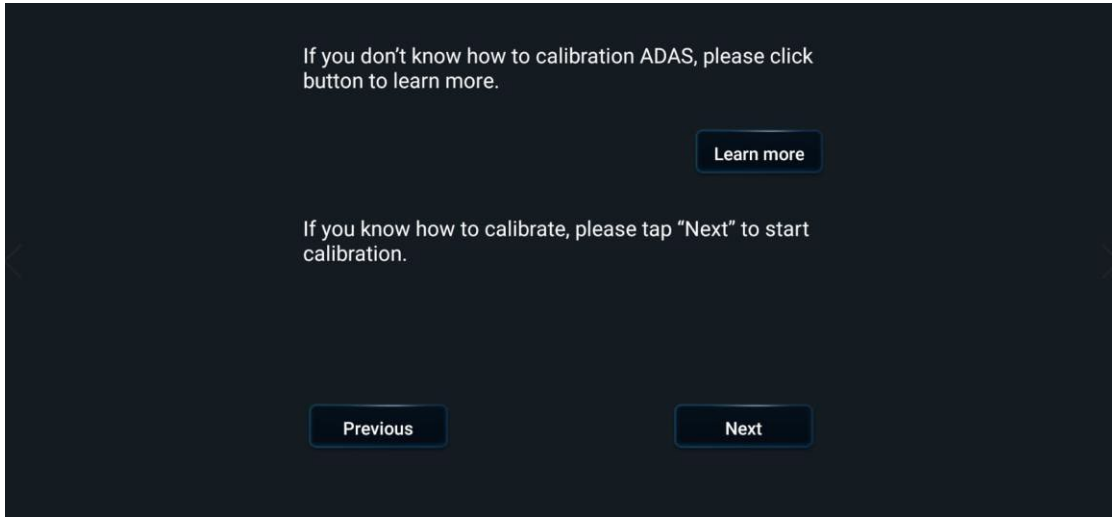 If you don’t know how to calibration ADAS, please click
button to learn more.
Learn more
If you know how to calibrate, please tap “Next” to start
calibration.
Previous
Next